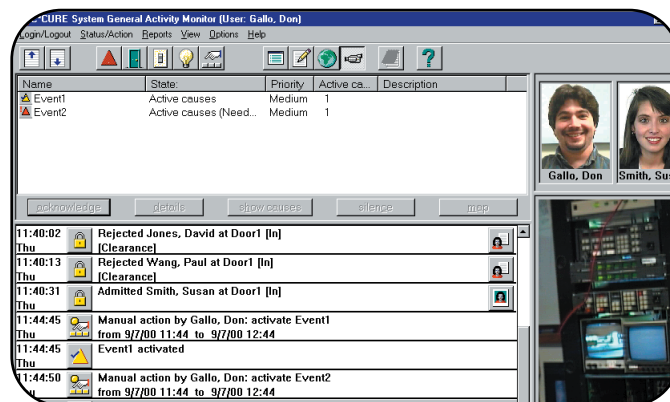 C•CURE System General Activity Monitor (User: Gallo, Don)
Login/Logout Status/Action Reports View Options Help
Name State: Priority Active ca... Description
Event1 Active causes Medium 1
Event2 Active causes (Need... Medium 1
Gallo, Don Smith, Sus
acknowledge details show causes silence map
11:40:02 Rejected Jones, David at Door1 [In]
Thu [Clearance]
11:40:13 Rejected Wang, Paul at Door1 [In]
Thu [Clearance]
11:40:31 Admitted Smith, Susan at Door1 [In]
Thu
11:44:45 Manual action by Gallo, Don: activate Event1
Thu from 9/7/00 11:44 to 9/7/00 12:44
11:44:45 Event1 activated
Thu
11:44:50 Manual action by Gallo, Don: activate Event2
Thu from 9/7/00 11:44 to 9/7/00 12:44